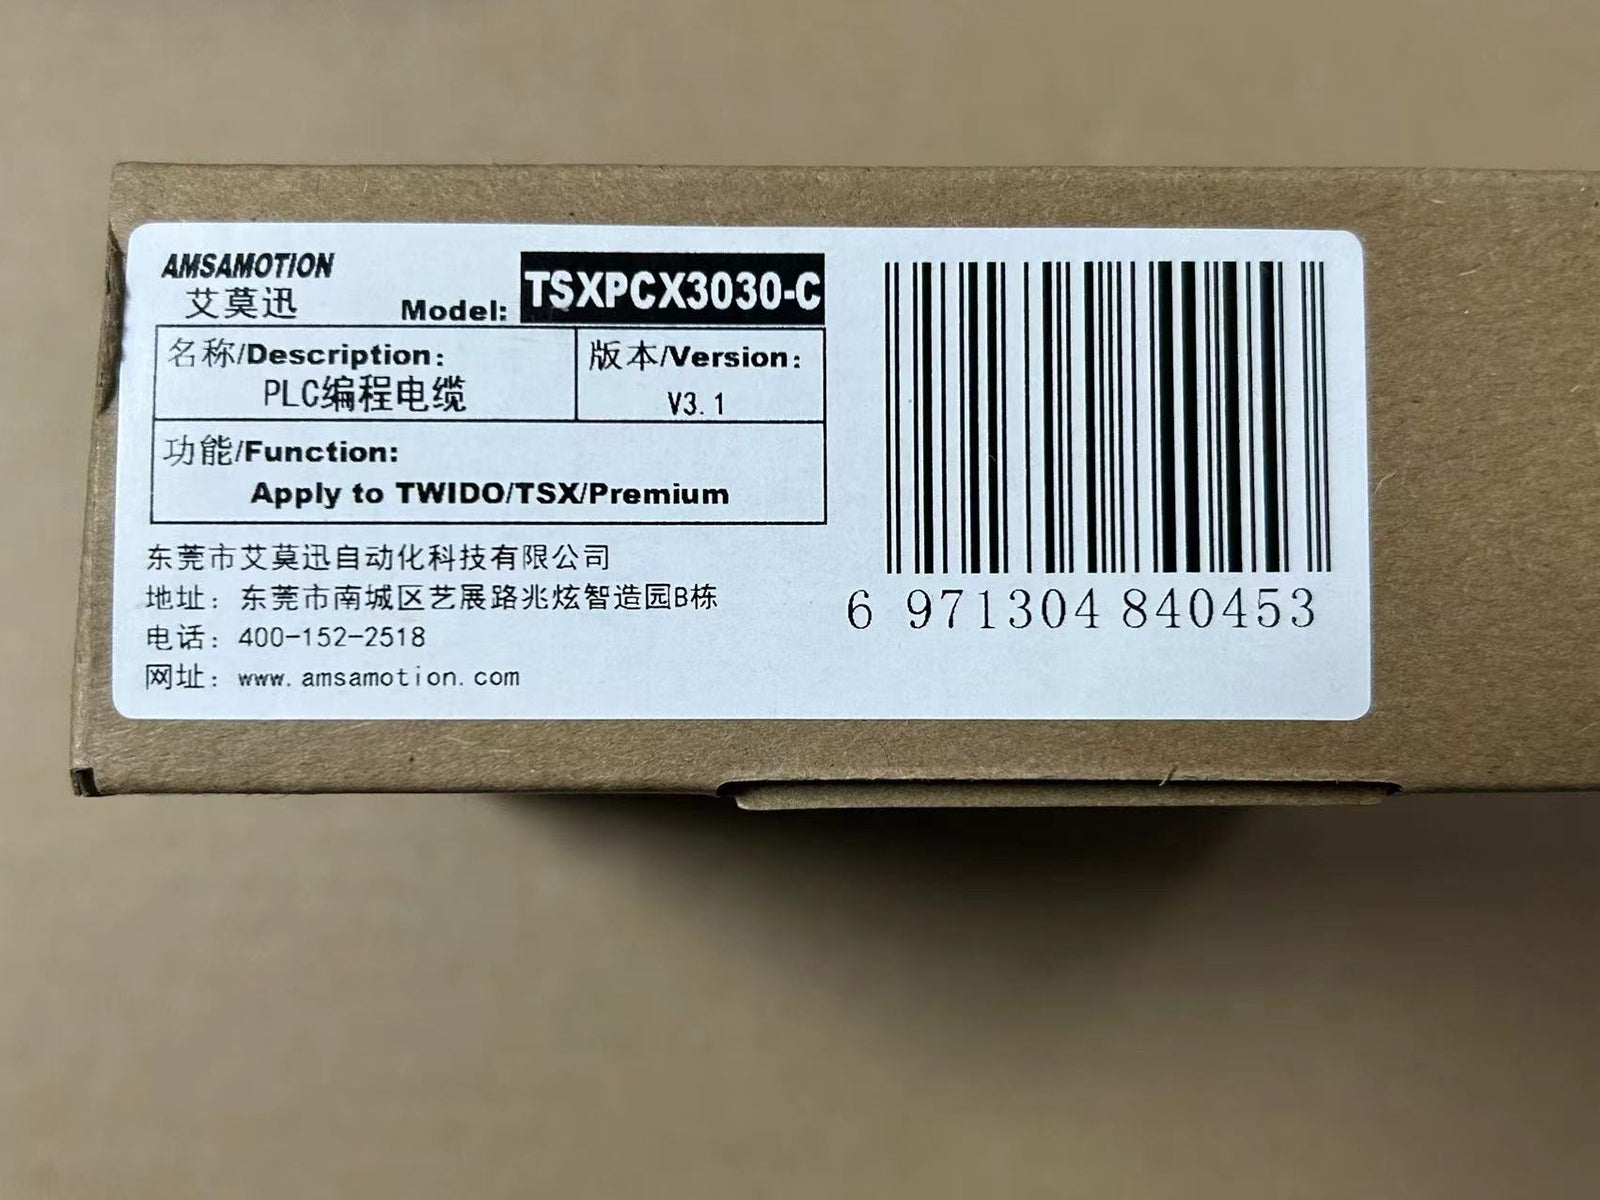 AMSAMOTION
艾莫迅
Model: TSXPCX3030-C
名称/Description:
PLC编程电缆
版本/Version:
V3.1
功能/Function:
Apply to TWIDO/TSX/Premium
东莞市艾莫迅自动化科技有限公司
地址：东莞市南城区艺展路兆炫智造园B栋
电话：400-152-2518
网址：www.amsamotion.com
6 971304 840453